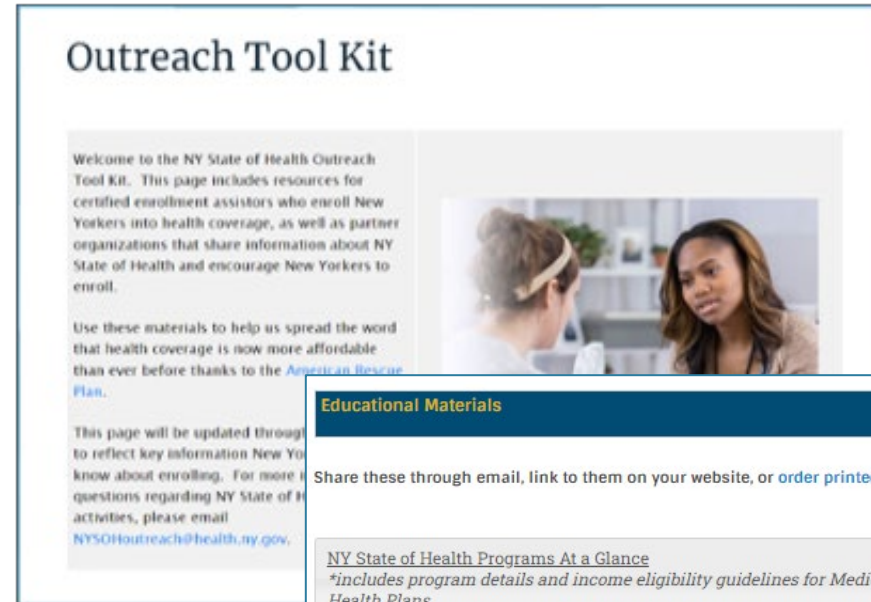 Outreach Tool Kit
Welcome to the NY State of Health Outreach
Tool Kit. This page includes resources for
certified enrollment assistors who enroll New
Yorkers into health coverage, as well as partner
organizations that share information about NY
State of Health and encourage New Yorkers to
enroll.
Use these materials to help us spread the word
that health coverage is now more affordable
than ever before thanks to the American Rescue
Plan.
This page will be updated
to reflect key information New
know about enrolling. For more
questions regarding NY State of
activities, please email
NYSOHoutreach@health.ny.gov.
Educational Materials
Share these through email, link to them on your website, or order
NY State of Health Programs At a Glance
*includes program details and income eligibility guidelines for
Health Plans